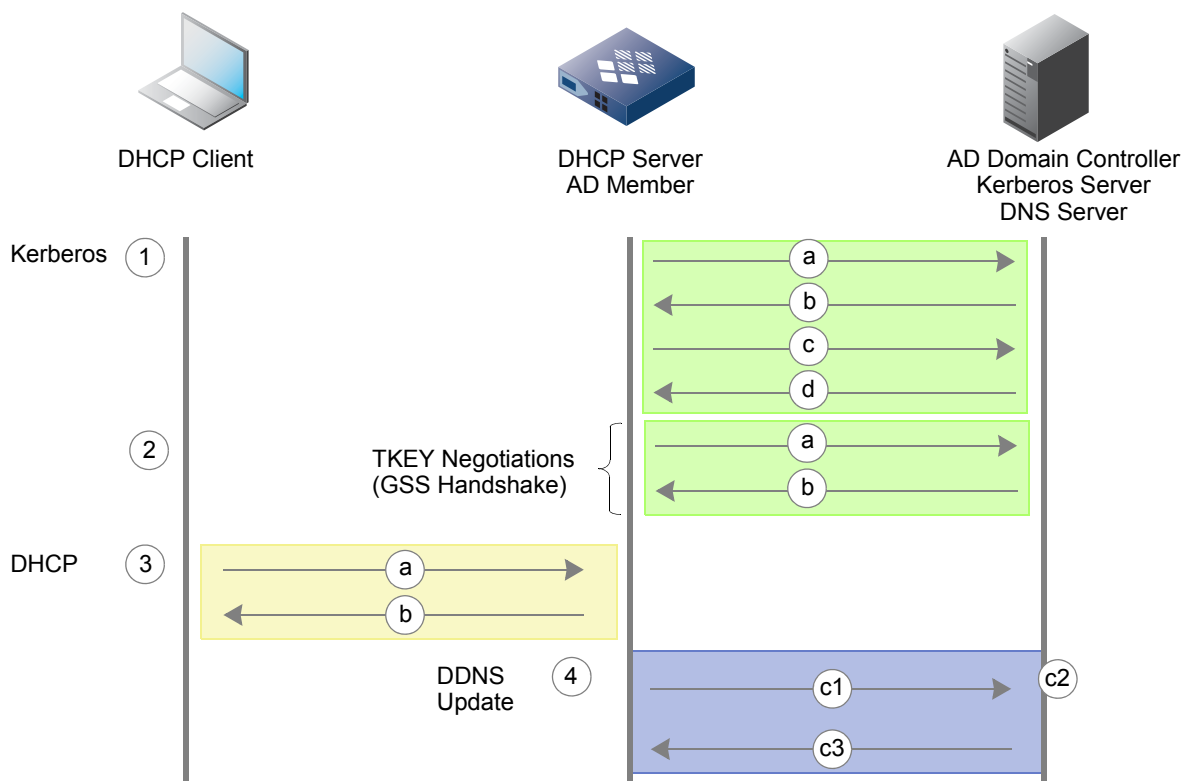 DHCP Client
DHCP Server
AD Member
AD Domain Controller
Kerberos Server
DNS Server
Kerberos 1
a
b
c
d
2
TKEY Negotiations
(GSS Handshake)
a
b
DHCP 3
a
b
DDNS
Update
4
c1
c2
c3